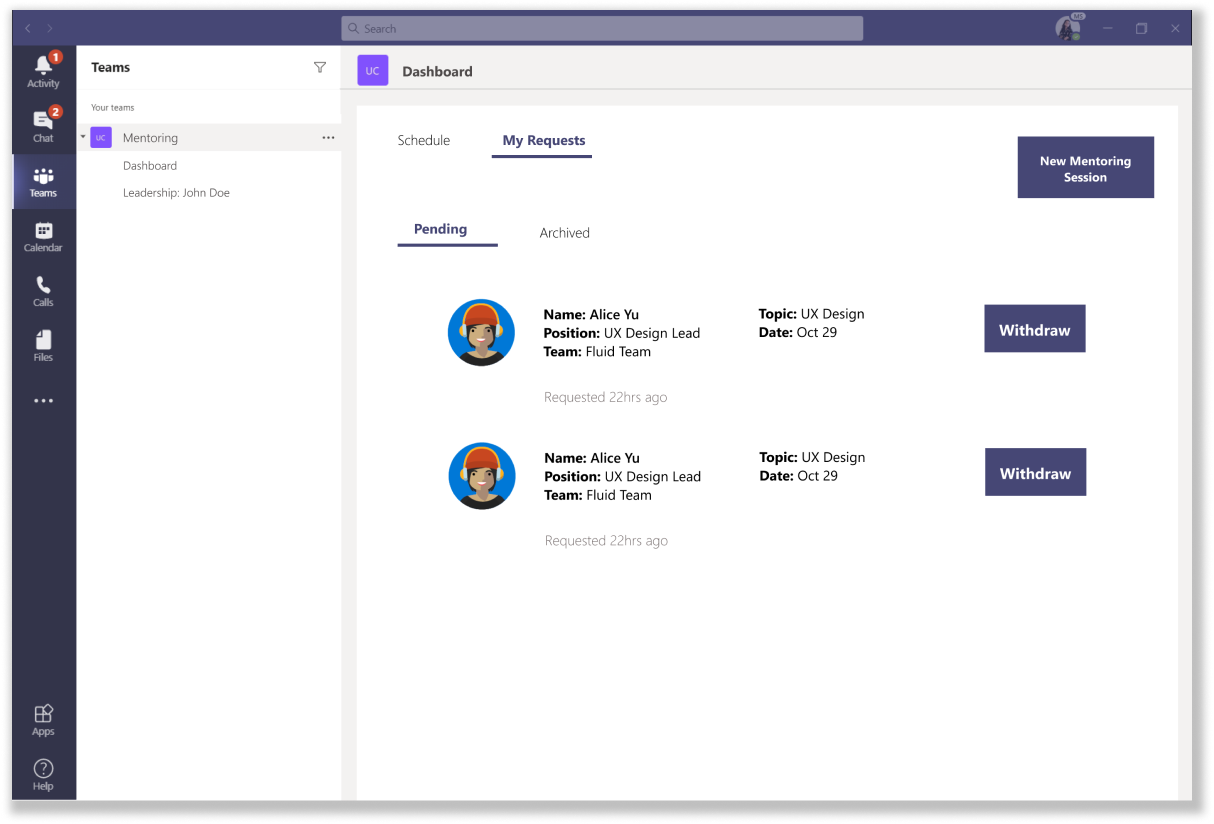 Search
MS
1
Activity
2
Chat
Teams
Calendar
Calls
Files
Apps
Help
Teams
Your teams
UC Mentoring
Dashboard
Leadership: John Doe
UC Dashboard
Schedule My Requests
New Mentoring
Session
Pending Archived
Name: Alice Yu
Position: UX Design Lead
Team: Fluid Team
Topic: UX Design
Date: Oct 29
Withdraw
Requested 22hrs ago
Name: Alice Yu
Position: UX Design Lead
Team: Fluid Team
Topic: UX Design
Date: Oct 29
Withdraw
Requested 22hrs ago